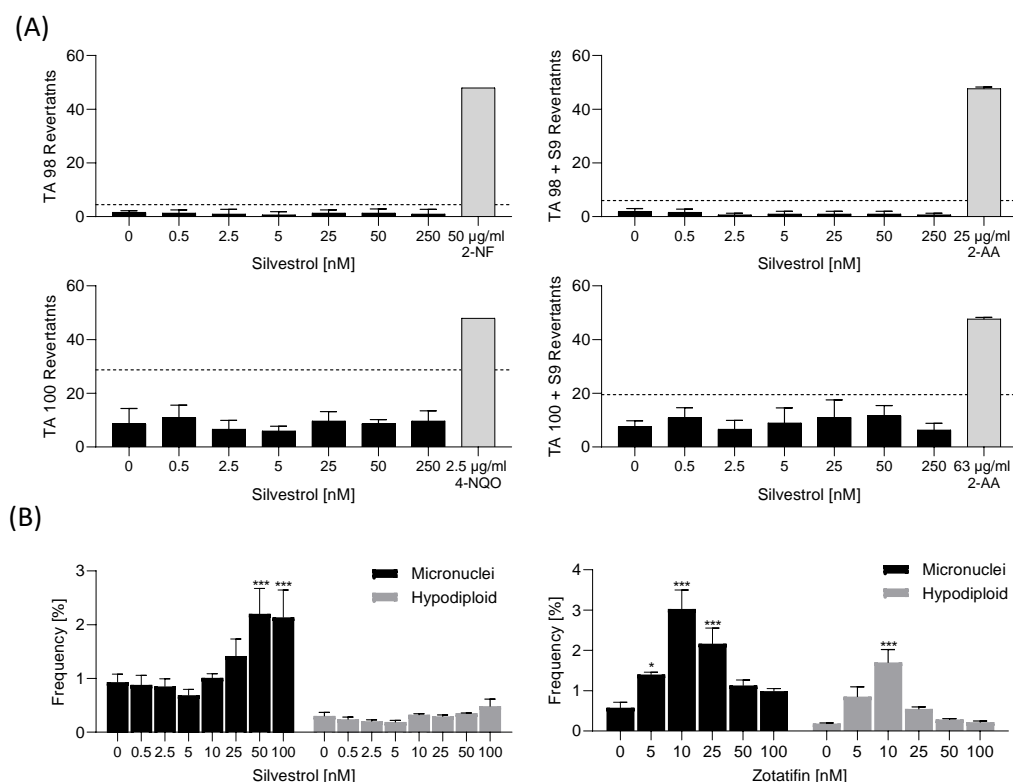 (A)
60
40
20
0
TA 98 Revertatnts
0 0.5 2.5 5 25 50 250 50 µg/ml
2-NF
Silvestrol [nM]
60
40
20
0
TA 98 + S9 Revertatnts
0 0.5 2.5 5 25 50 250 25 µg/ml
2-AA
Silvestrol [nM]
60
40
20
0
TA 100 Revertatnts
0 0.5 2.5 5 25 50 250 2.5 µg/ml
4-NQO
Silvestrol [nM]
60
40
20
0
TA 100 + S9 Revertatnts
0 0.5 2.5 5 25 50 250 63 µg/ml
2-AA
Silvestrol [nM]
(B)
3
2
1
0
Frequency [%]
Micronuclei
Hypodiploid
*** ***
0 0.5 2.5 5 10 25 50 100 0 0.5 2.5 5 10 25 50 100
Silvestrol [nM]
4
3
2
1
0
Frequency [%]
Micronuclei
Hypodiploid
* *** *** ***
0 5 10 25 50 100 0 5 10 25 50 100
Zotatifin [nM]